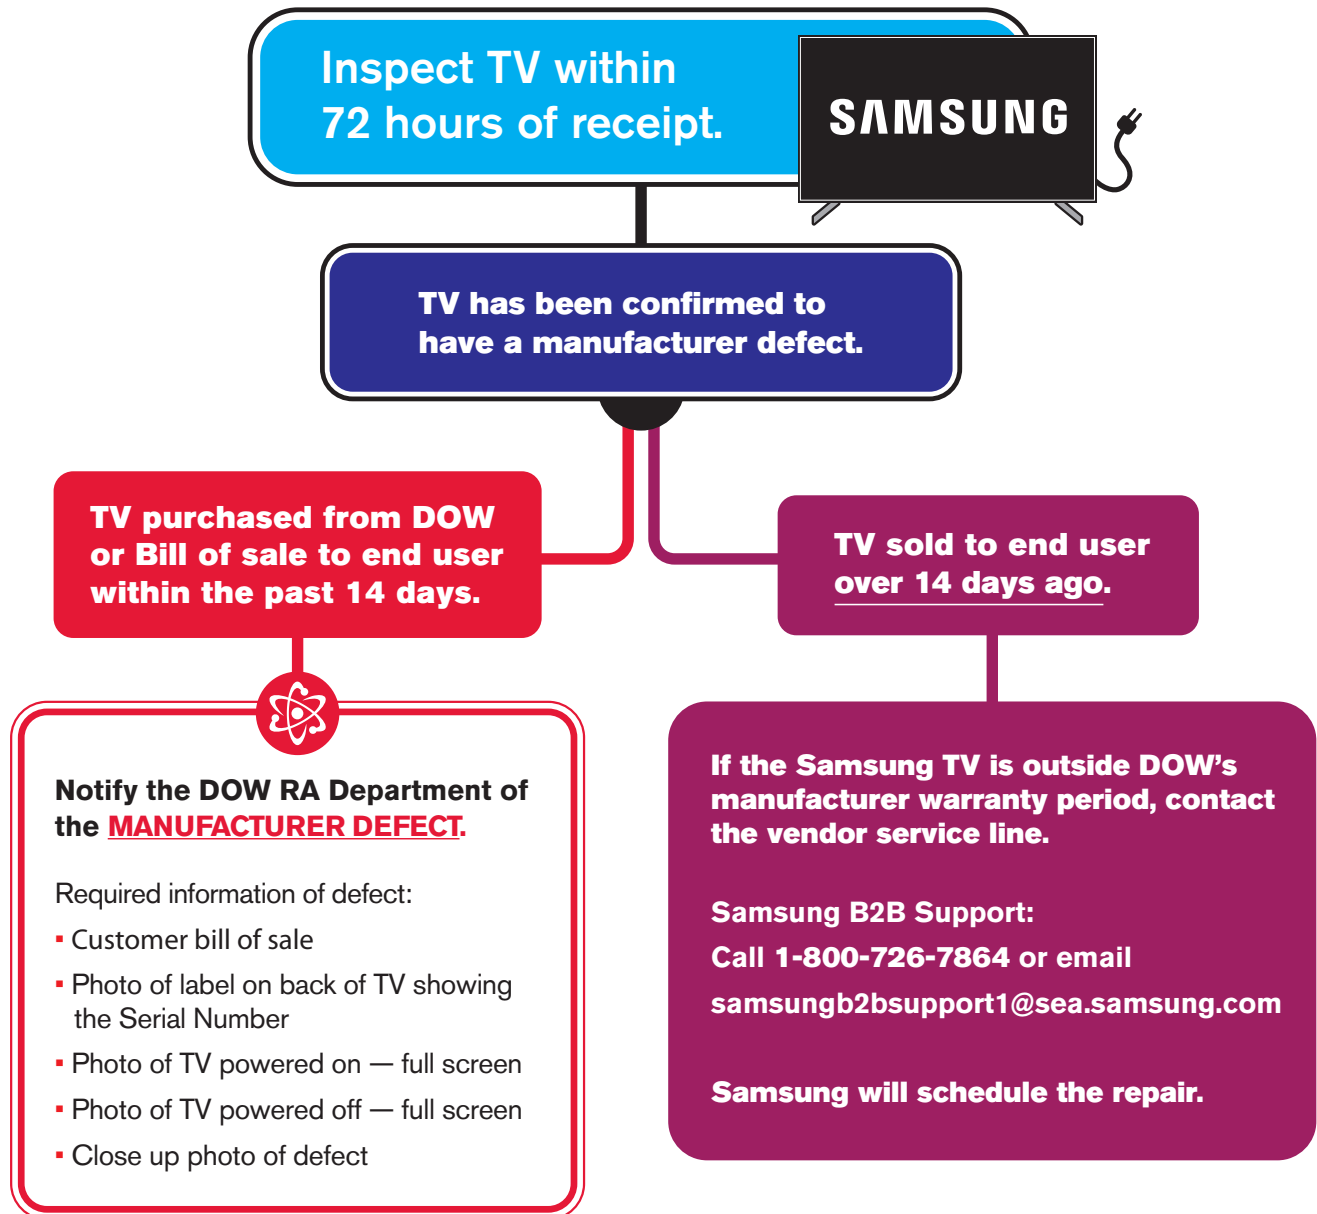 Inspect TV within
72 hours of receipt.
SAMSUNG
TV has been confirmed to
have a manufacturer defect.
TV purchased from DOW
or Bill of sale to end user
within the past 14 days.
TV sold to end user
over 14 days ago.
Notify the DOW RA Department of
the MANUFACTURER DEFECT.
Required information of defect:
▪ Customer bill of sale
▪ Photo of label on back of TV showing
the Serial Number
▪ Photo of TV powered on — full screen
▪ Photo of TV powered off — full screen
▪ Close up photo of defect
If the Samsung TV is outside DOW's
manufacturer warranty period, contact
the vendor service line.
Samsung B2B Support:
Call 1-800-726-7864 or email
samsungb2bsupport1@sea.samsung.com
Samsung will schedule the repair.